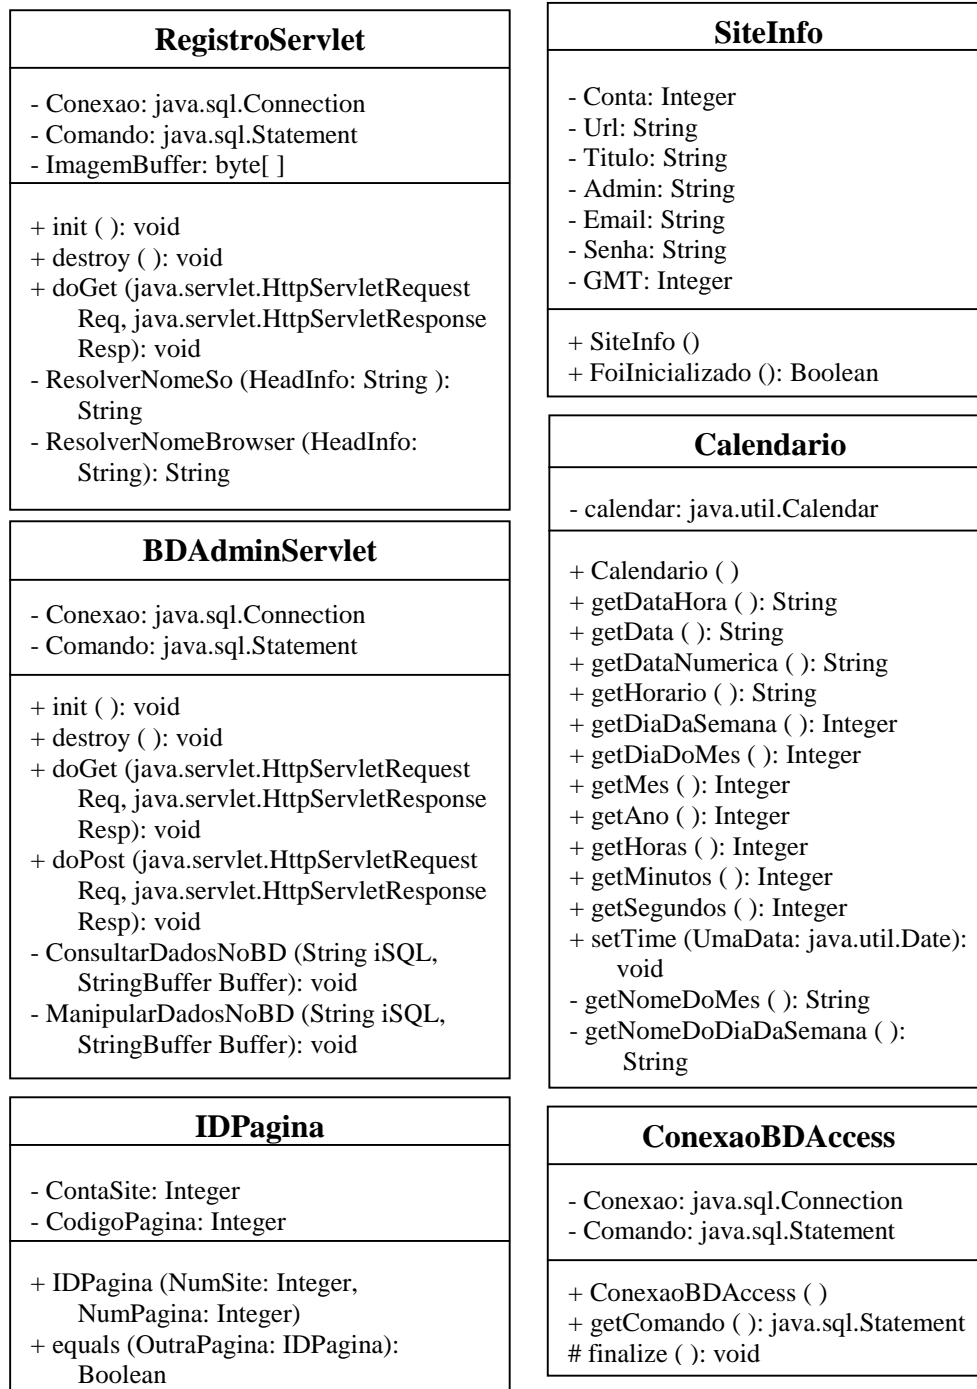 RegistroServlet
- Conexao: java.sql.Connection
- Comando: java.sql.Statement
- ImagemBuffer: byte[ ]
+ init ( ): void
+ destroy ( ): void
+ doGet (java.servlet.HttpServletRequest
Req, java.servlet.HttpServletResponse
Resp): void
- ResolverNomeSo (HeadInfo: String ):
String
- ResolverNomeBrowser (HeadInfo:
String): String
BDAdminServlet
- Conexao: java.sql.Connection
- Comando: java.sql.Statement
+ init ( ): void
+ destroy ( ): void
+ doGet (java.servlet.HttpServletRequest
Req, java.servlet.HttpServletResponse
Resp): void
+ doPost (java.servlet.HttpServletRequest
Req, java.servlet.HttpServletResponse
Resp): void
- ConsultarDadosNoBD (String iSQL,
StringBuffer Buffer): void
- ManipularDadosNoBD (String iSQL,
StringBuffer Buffer): void
IDPagina
- ContaSite: Integer
- CodigoPagina: Integer
+ IDPagina (NumSite: Integer,
NumPagina: Integer)
+ equals (OutraPagina: IDPagina):
Boolean
SiteInfo
- Conta: Integer
- Url: String
- Titulo: String
- Admin: String
- Email: String
- Senha: String
- GMT: Integer
+ SiteInfo ()
+ FoiInicializado (): Boolean
Calendario
- calendar: java.util.Calendar
+ Calendario ( )
+ getDataHora ( ): String
+ getData ( ): String
+ getDataNumerica ( ): String
+ getHorario ( ): String
+ getDiaDaSemana ( ): Integer
+ getDiaDoMes ( ): Integer
+ getMes ( ): Integer
+ getAno ( ): Integer
+ getHoras ( ): Integer
+ getMinutos ( ): Integer
+ getSegundos ( ): Integer
+ setTime (UmaData: java.util.Date):
void
- getNomeDoMes ( ): String
- getNomeDoDiaDaSemana ( ):
String
ConexaoBDAccess
- Conexao: java.sql.Connection
- Comando: java.sql.Statement
+ ConexaoBDAccess ( )
+ getComando ( ): java.sql.Statement
# finalize ( ): void